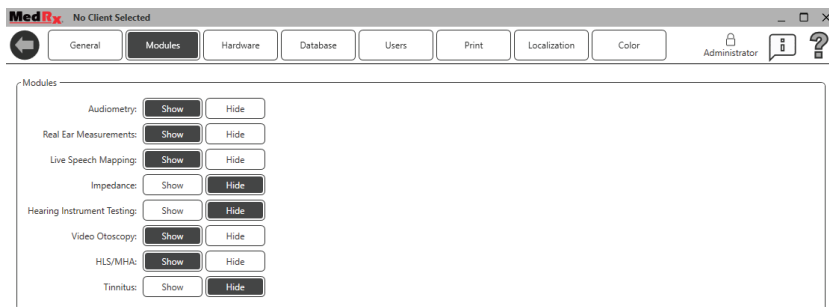 MedRx No Client Selected
General Modules Hardware Database Users Print Localization Color Administrator
Modules
Audiometry: Show Hide
Real Ear Measurements: Show Hide
Live Speech Mapping: Show Hide
Impedance: Show Hide
Hearing Instrument Testing: Show Hide
Video Otoscopy: Show Hide
HLS/MHA: Show Hide
Tinnitus: Show Hide